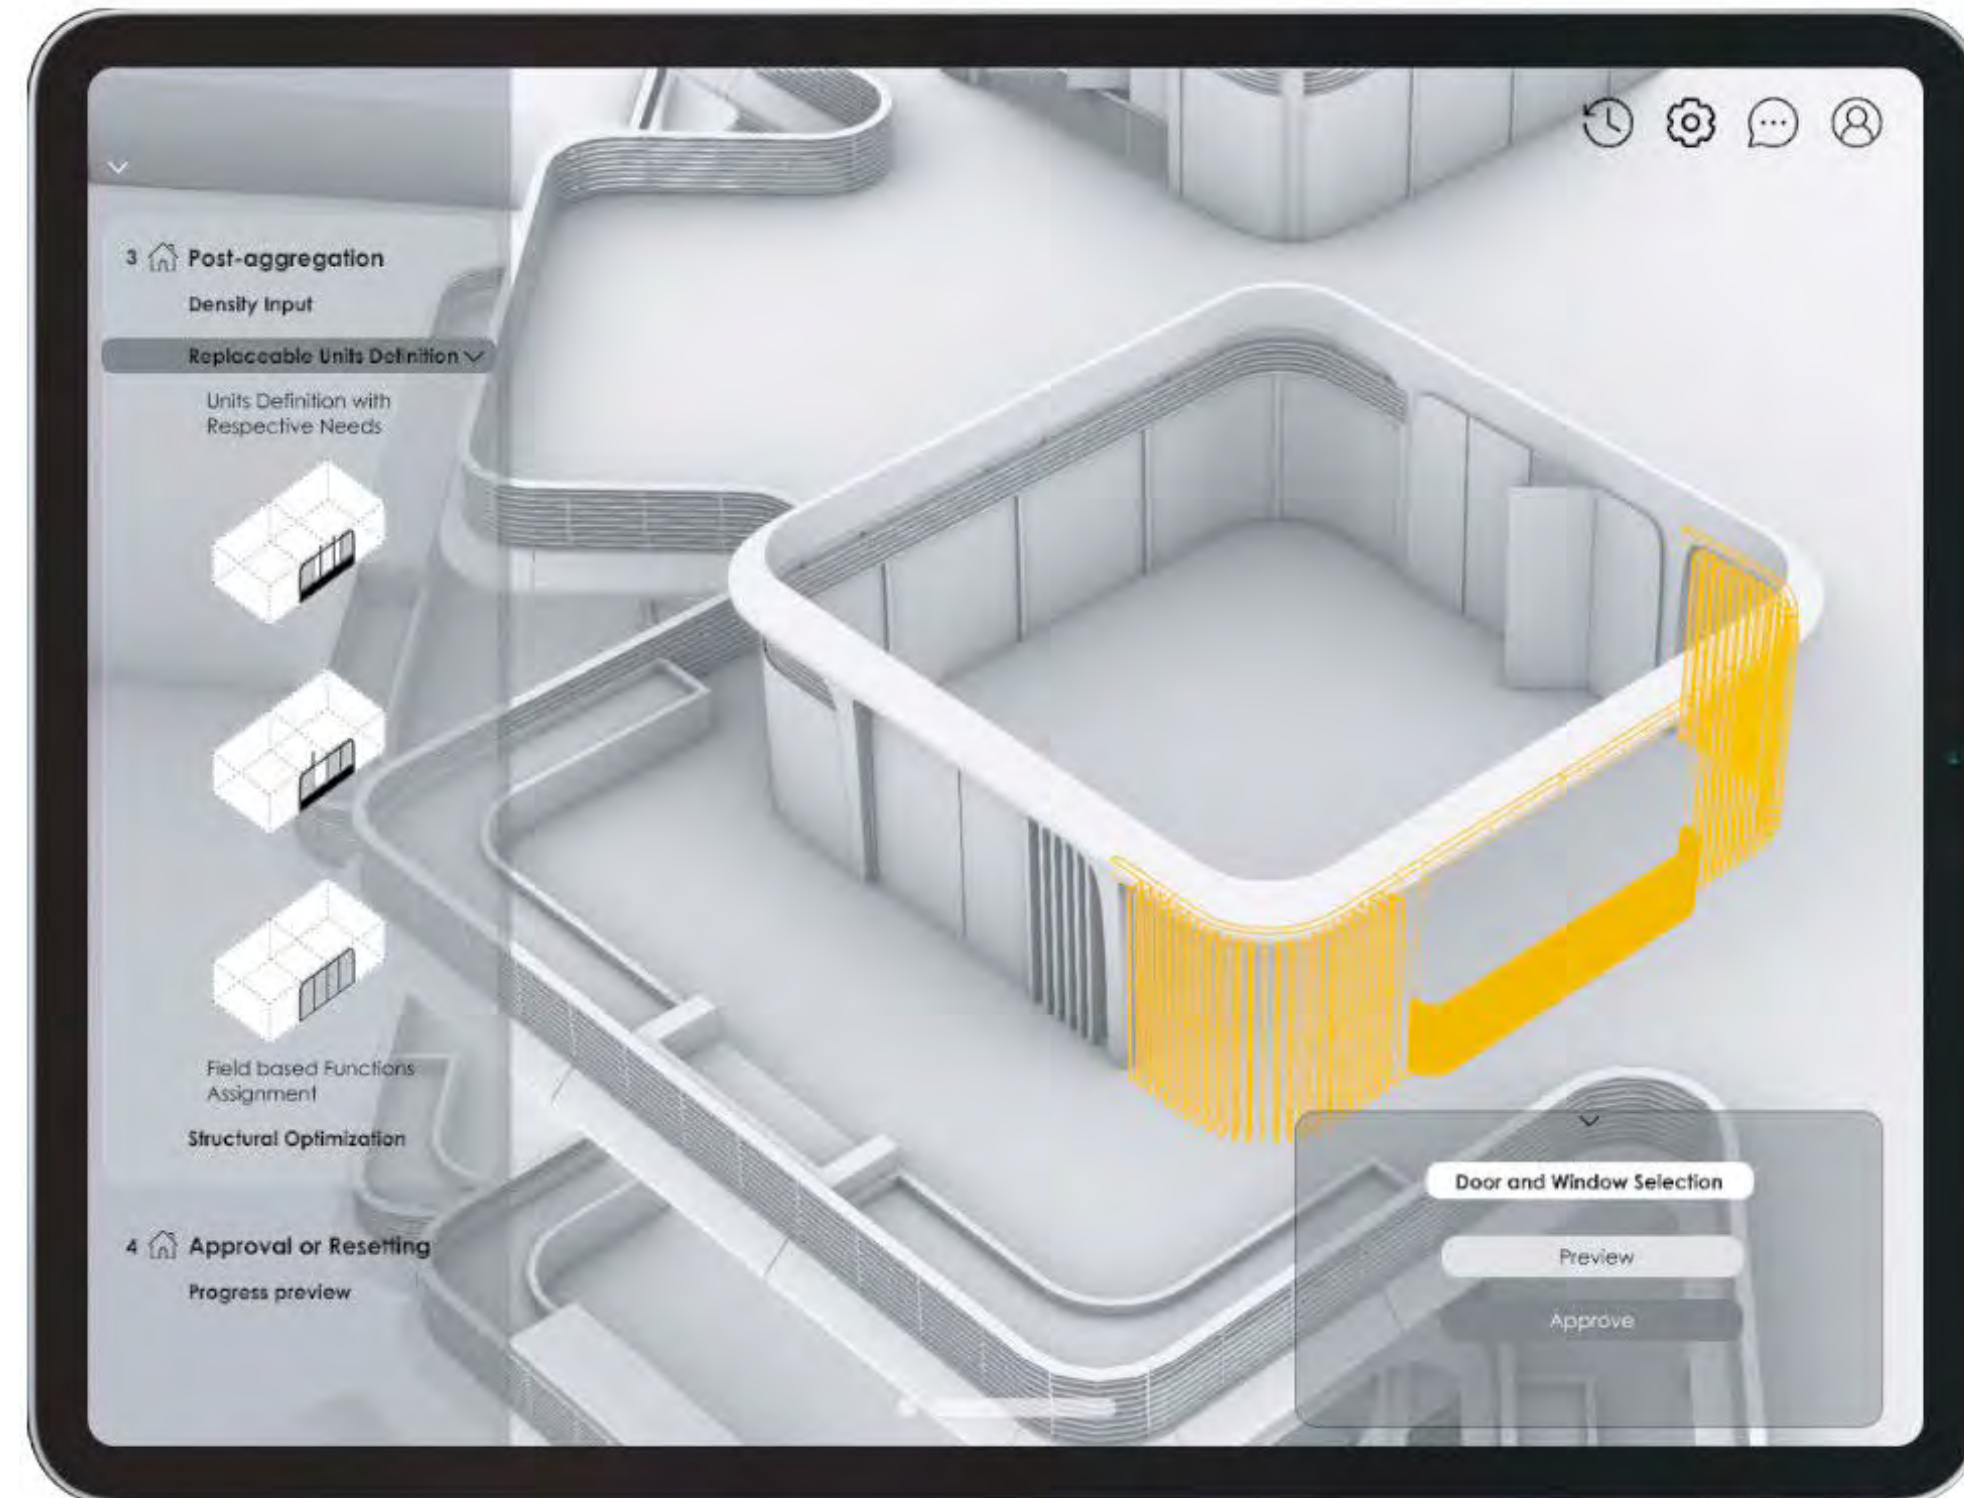 3 Post-aggregation
Density Input
Replaceable Units Definition
Units Definition with
Respective Needs
Field based Functions
Assignment
Structural Optimization
4 Approval or Resetting
Progress preview
Door and Window Selection
Preview
Approve